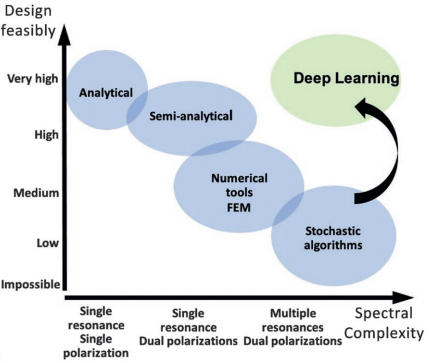 Design
feasibly
Very high
High
Medium
Low
Impossible
Analytical
Semi-analytical
Numerical
tools
FEM
Stochastic
algorithms
Deep Learning
Single
resonance
Single
polarization
Single
resonance
Dual polarizations
Multiple
resonances
Dual polarizations
Spectral
Complexity